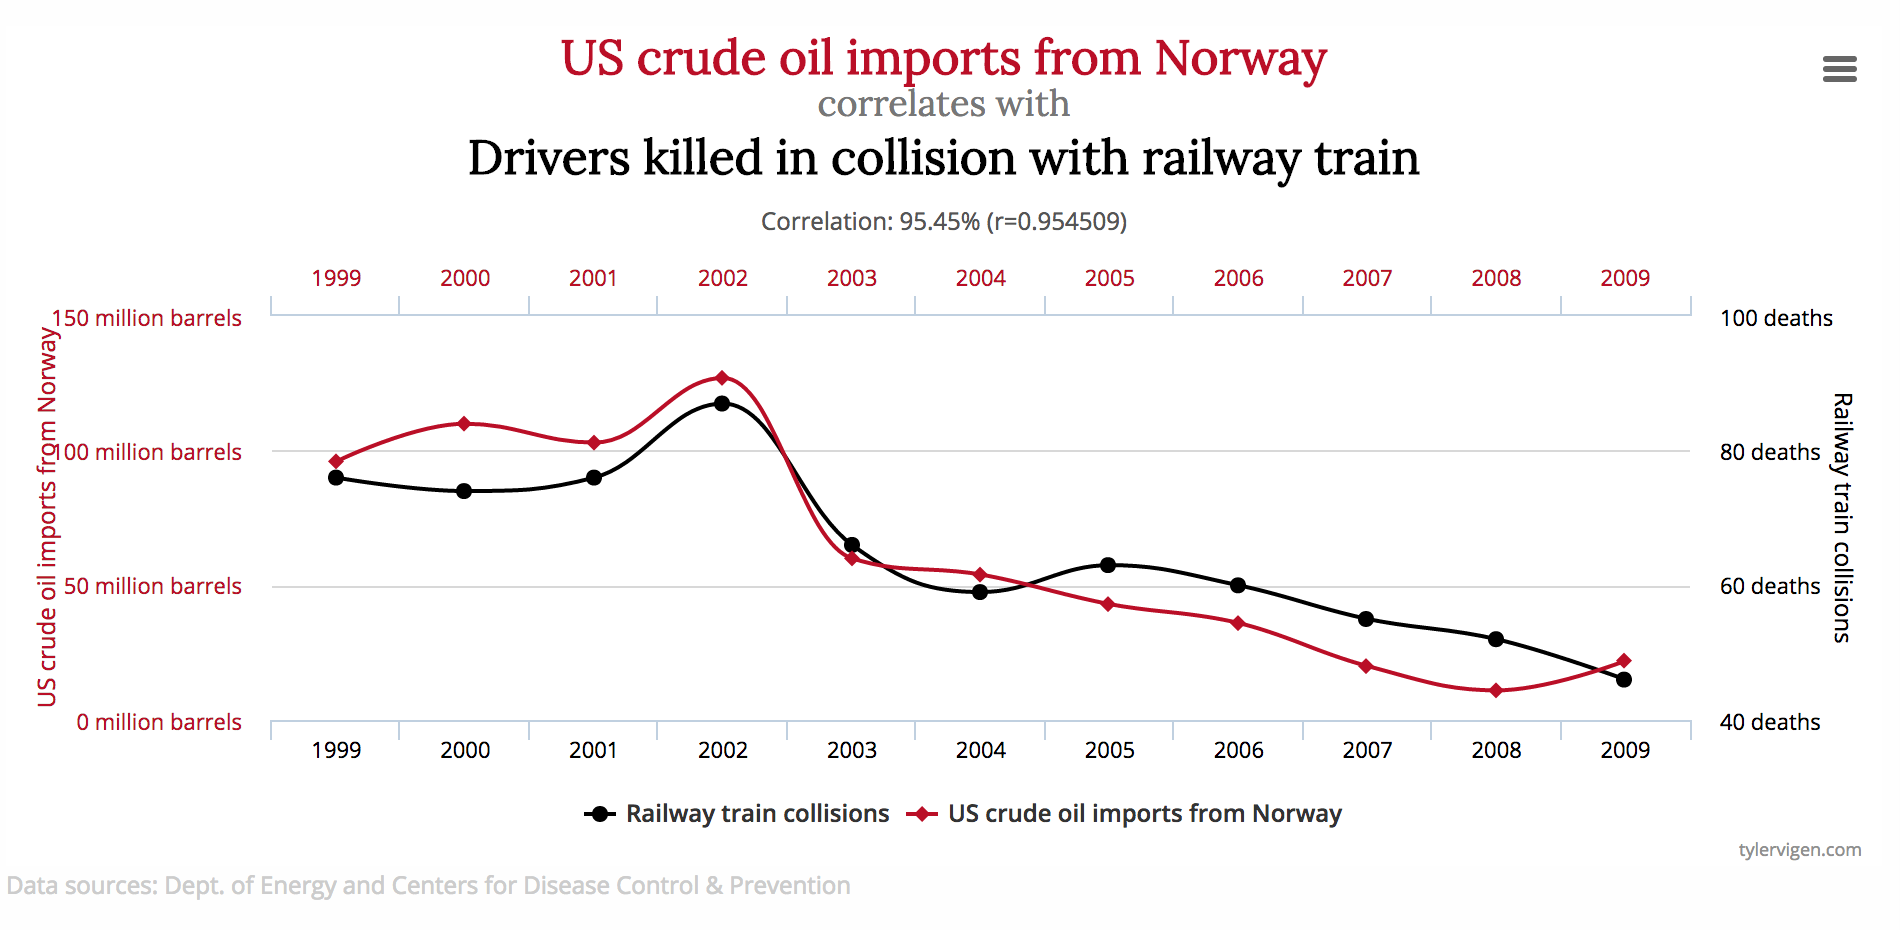 US crude oil imports from Norway
correlates with
Drivers killed in collision with railway train
Correlation: 95.45% (r=0.954509)
1999 2000 2001 2002 2003 2004 2005 2006 2007 2008 2009
150 million barrels
100 million barrels
50 million barrels
0 million barrels
US crude oil imports from Norway
100 deaths
80 deaths
60 deaths
40 deaths
Railway train collisions
1999 2000 2001 2002 2003 2004 2005 2006 2007 2008 2009
Railway train collisions US crude oil imports from Norway
tylervigen.com
Data sources: Dept. of Energy and Centers for Disease Control & Prevention